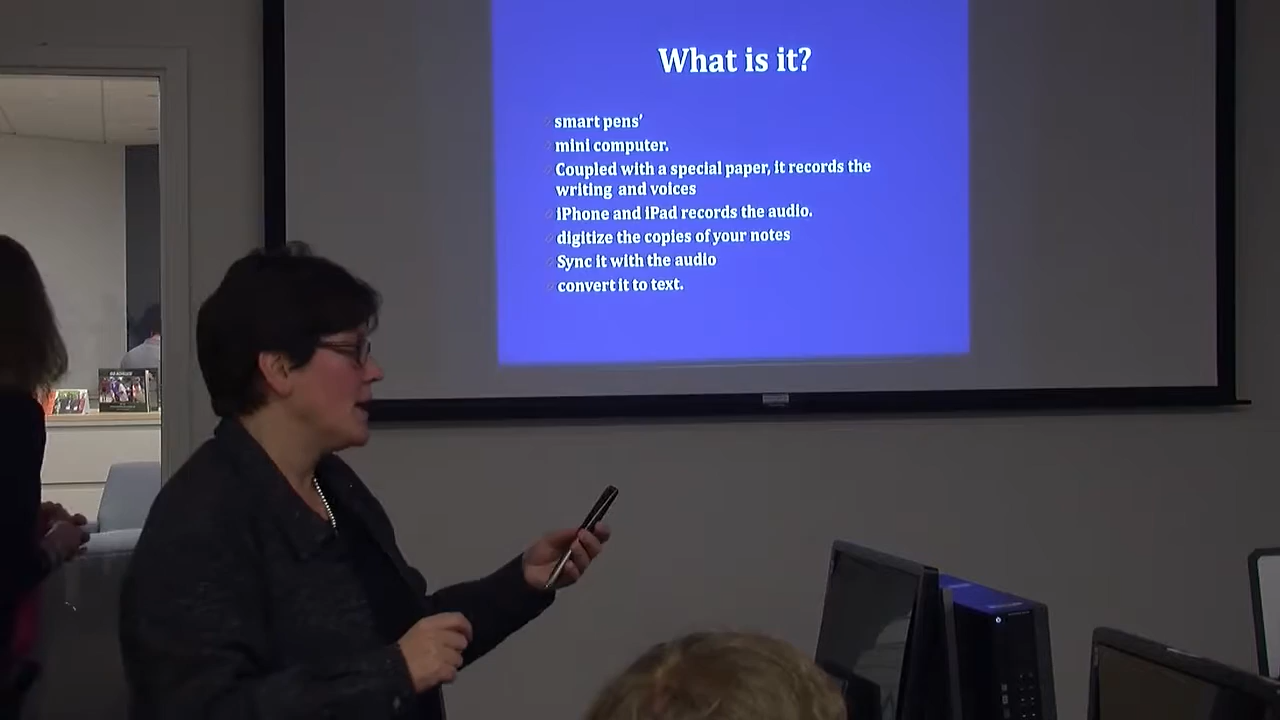 What is it?
smart pens’
mini computer.
Coupled with a special paper, it records the
writing and voices
iPhone and iPad records the audio.
digitize the copies of your notes
Sync it with the audio
convert it to text.